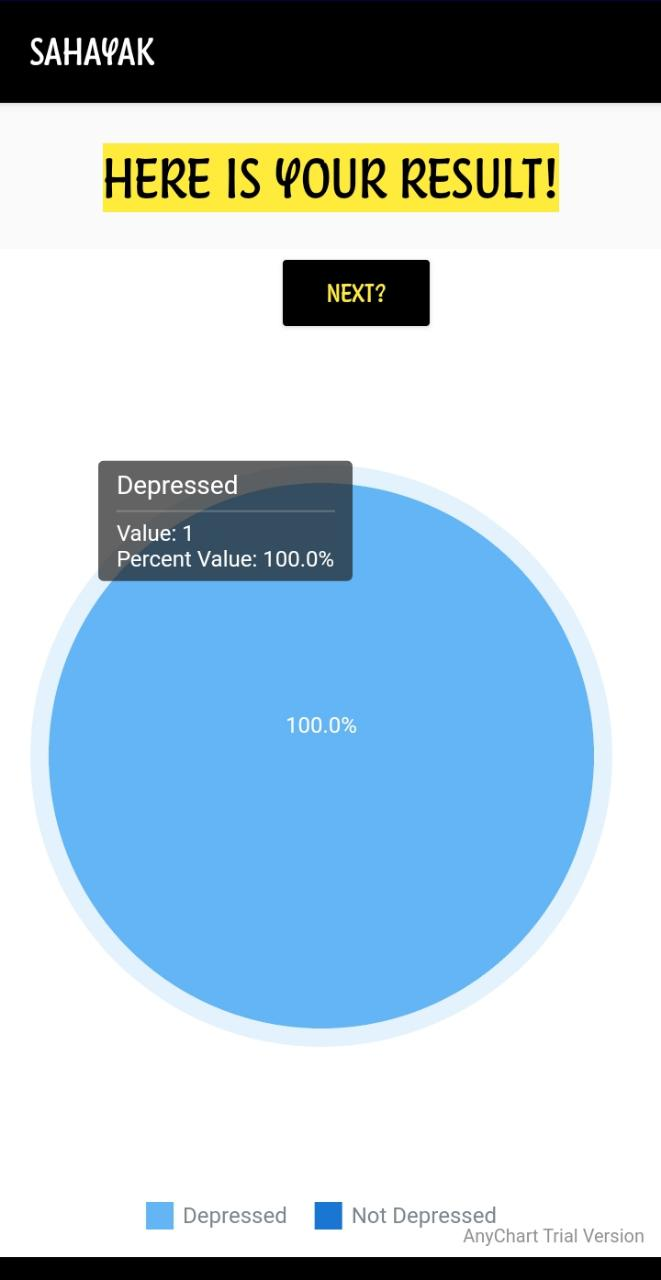 SAHAYAK
HERE IS YOUR RESULT!
NEXT?
Depressed
Value: 1
Percent Value: 100.0%
100.0%
Depressed Not Depressed
AnyChart Trial Version